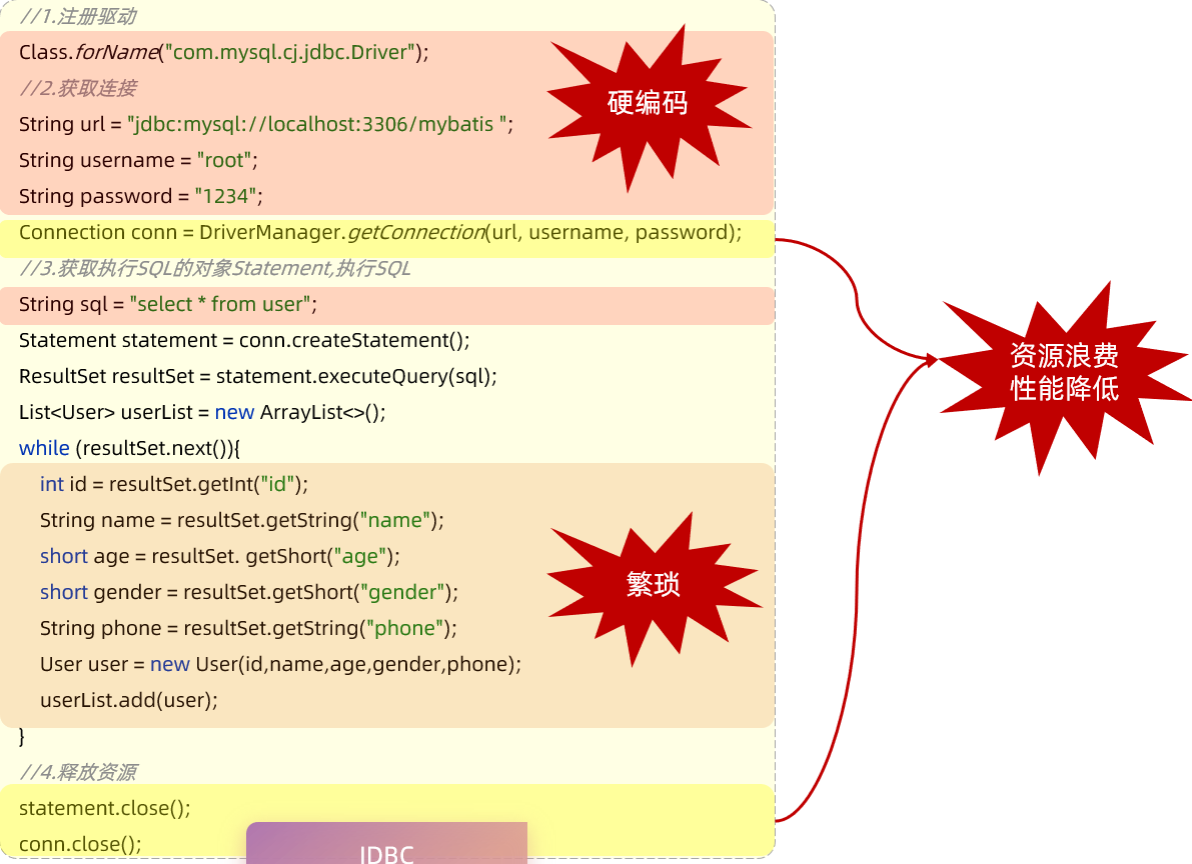 //1.注册驱动
Class.forName("com.mysql.cj.jdbc.Driver");
//2.获取连接
String url = "jdbc:mysql://localhost:3306/mybatis ";
String username = "root";
String password = "1234";
硬编码
Connection conn = DriverManager.getConnection(url, username, password);
//3.获取执行SQL的对象Statement,执行SQL
String sql = "select * from user";
Statement statement = conn.createStatement();
ResultSet resultSet = statement.executeQuery(sql);
List<User> userList = new ArrayList<>();
while (resultSet.next()){
int id = resultSet.getInt("id");
String name = resultSet.getString("name");
short age = resultSet. getShort("age");
short gender = resultSet.getShort("gender");
String phone = resultSet.getString("phone");
User user = new User(id,name,age,gender,phone);
userList.add(user);
繁琐
}
//4.释放资源
statement.close();
conn.close();
JDBC
资源浪费
性能降低